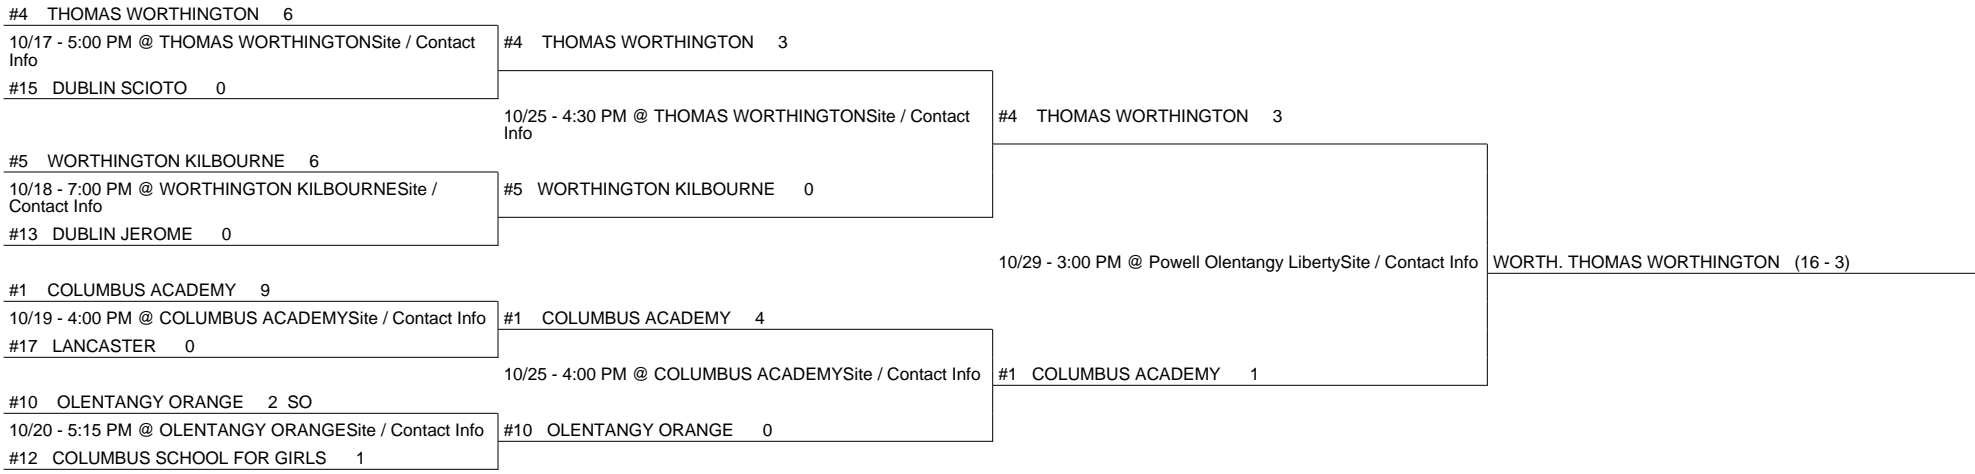 #4 THOMAS WORTHINGTON 6
10/17 - 5:00 PM @ THOMAS WORTHINGTONSite / Contact
Info
#15 DUBLIN SCIOTO 0
#5 WORTHINGTON KILBOURNE 6
10/18 - 7:00 PM @ WORTHINGTON KILBOURNESite /
Contact Info
#13 DUBLIN JEROME 0
#1 COLUMBUS ACADEMY 9
10/19 - 4:00 PM @ COLUMBUS ACADEMYSite / Contact Info
#17 LANCASTER 0
#10 OLENTANGY ORANGE 2 SO
10/20 - 5:15 PM @ OLENTANGY ORANGESite / Contact Info
#12 COLUMBUS SCHOOL FOR GIRLS 1
#4 THOMAS WORTHINGTON 3
10/25 - 4:30 PM @ THOMAS WORTHINGTONSite / Contact
Info
#5 WORTHINGTON KILBOURNE 0
#1 COLUMBUS ACADEMY 4
10/25 - 4:00 PM @ COLUMBUS ACADEMYSite / Contact Info
#10 OLENTANGY ORANGE 0
#4 THOMAS WORTHINGTON 3
10/29 - 3:00 PM @ Powell Olentangy LibertySite / Contact Info
#1 COLUMBUS ACADEMY 1
WORTH. THOMAS WORTHINGTON (16 - 3)